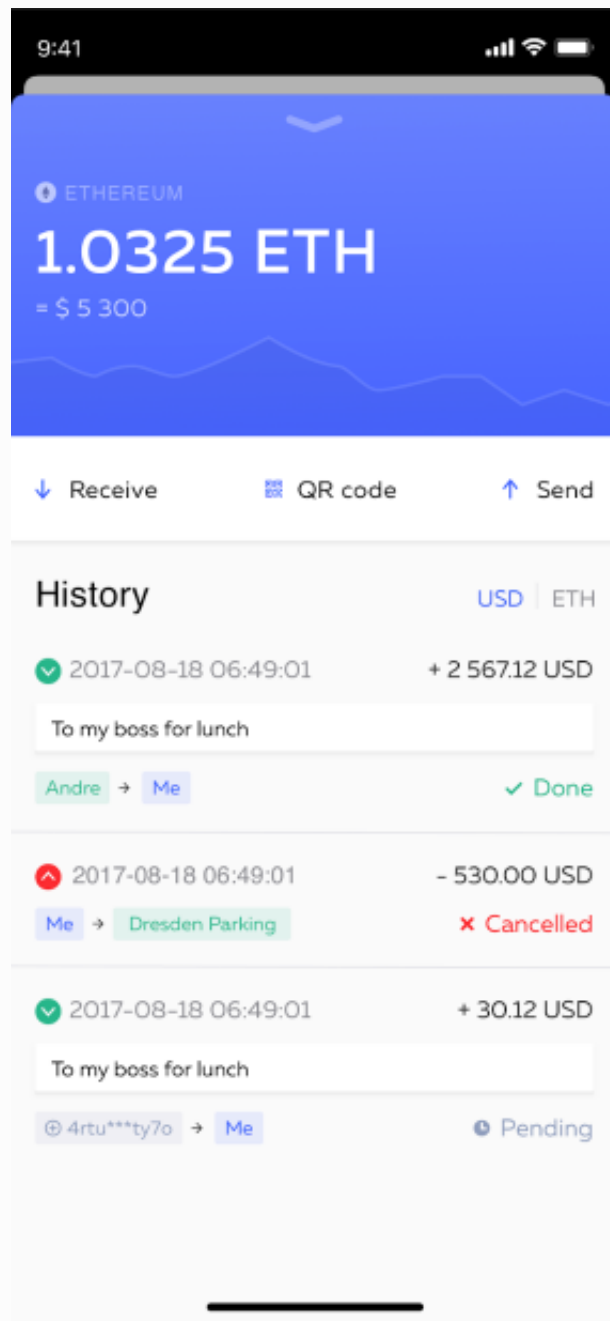 9:41
ETHEREUM
1.0325 ETH
= $ 5 300
Receive QR code Send
History USD ETH
2017-08-18 06:49:01 + 2 567.12 USD
To my boss for lunch
Andre → Me ✓ Done
2017-08-18 06:49:01 - 530.00 USD
Me → Dresden Parking × Cancelled
2017-08-18 06:49:01 + 30.12 USD
To my boss for lunch
4rtu***ty7o → Me Pending